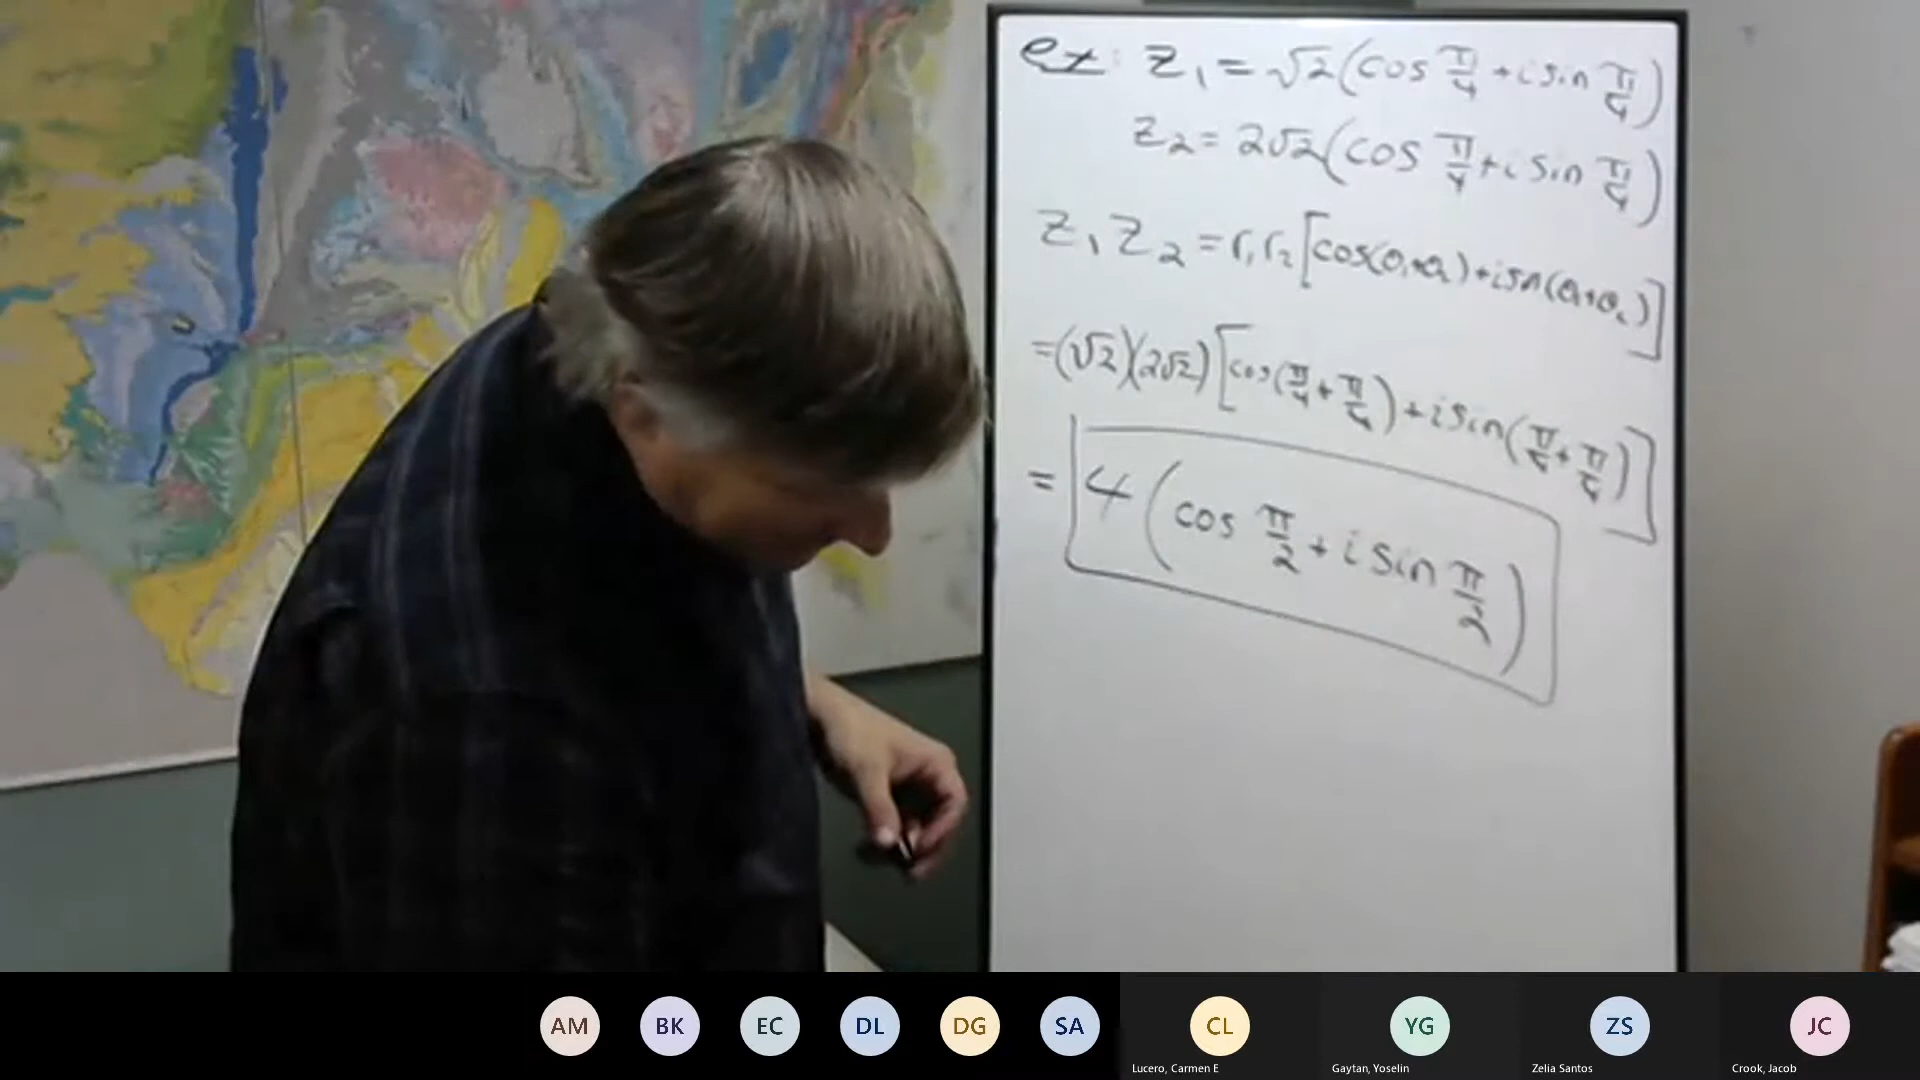 ex: z₁ = √2(cos π/4 + i sin π/4)
z₂ = 2√2(cos π/4 + i sin π/4)
z₁z₂ = r₁r₂[cos(θ₁+θ₂) + i sin(θ₁+θ₂)]
= (√2)(2√2)[cos(π/4 + π/4) + i sin(π/4 + π/4)]
= 4(cos π/2 + i sin π/2)
AM BK EC DL DG SA CL YG ZS JC
Lucero, Carmen E Gaytan, Yoselin Zelia Santos Crook, Jacob